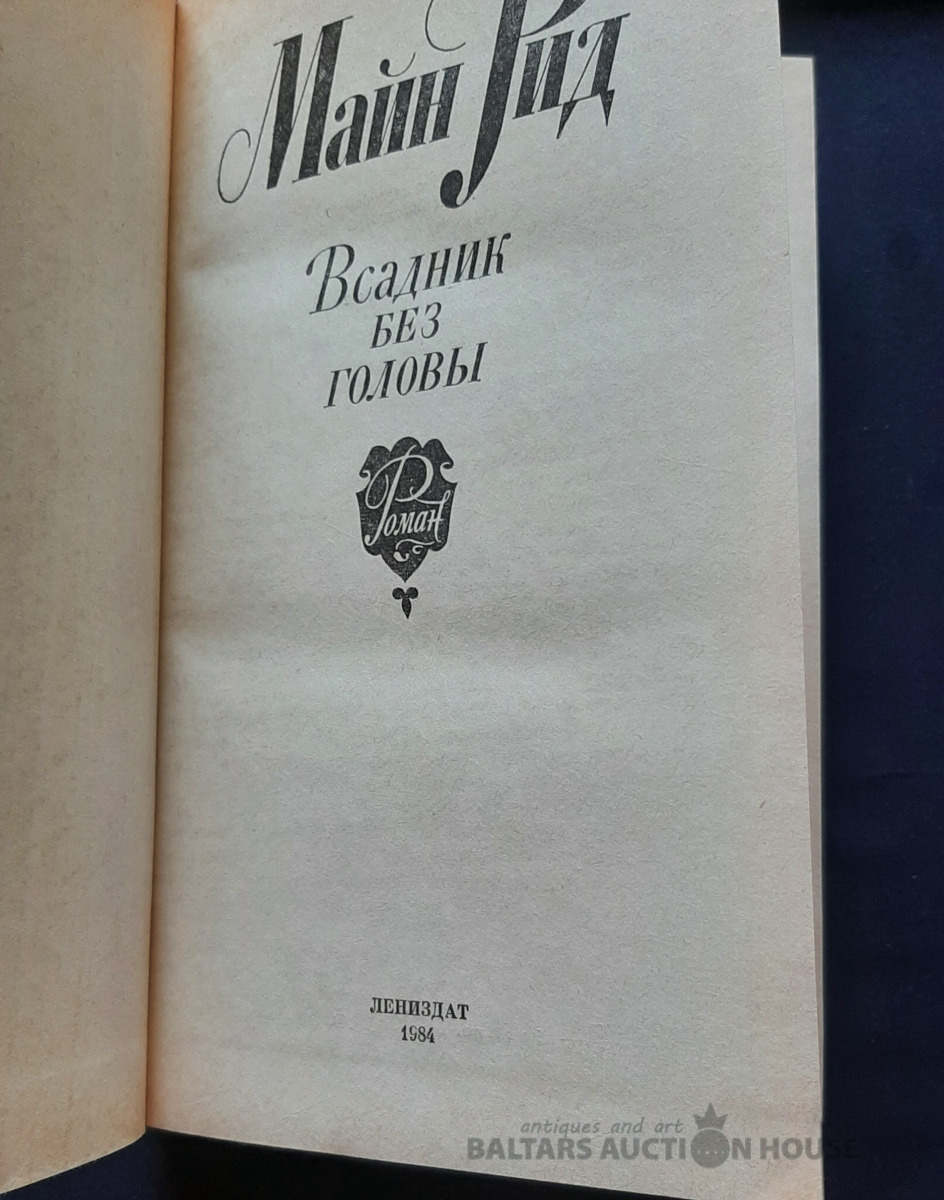 Майн Рид
Всадник
БЕЗ
ГОЛОВЫ
Роман
ЛЕНИЗДАТ
1984
antiques and art
BALTARS AUCTION HOUSE